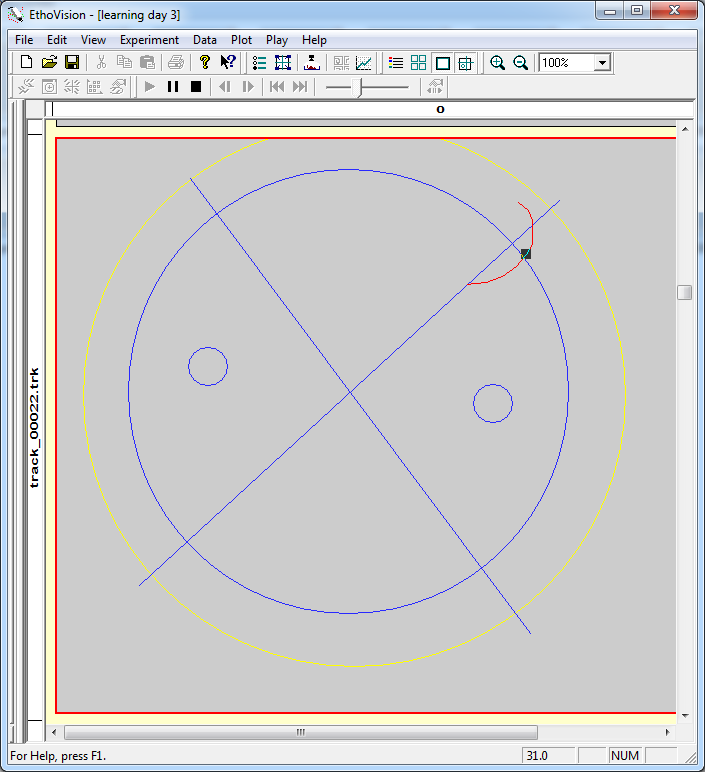 EthoVision - [learning day 3]
File Edit View Experiment Data Plot Play Help
100%
O
track_00022.trk
For Help, press F1.
31.0
NUM